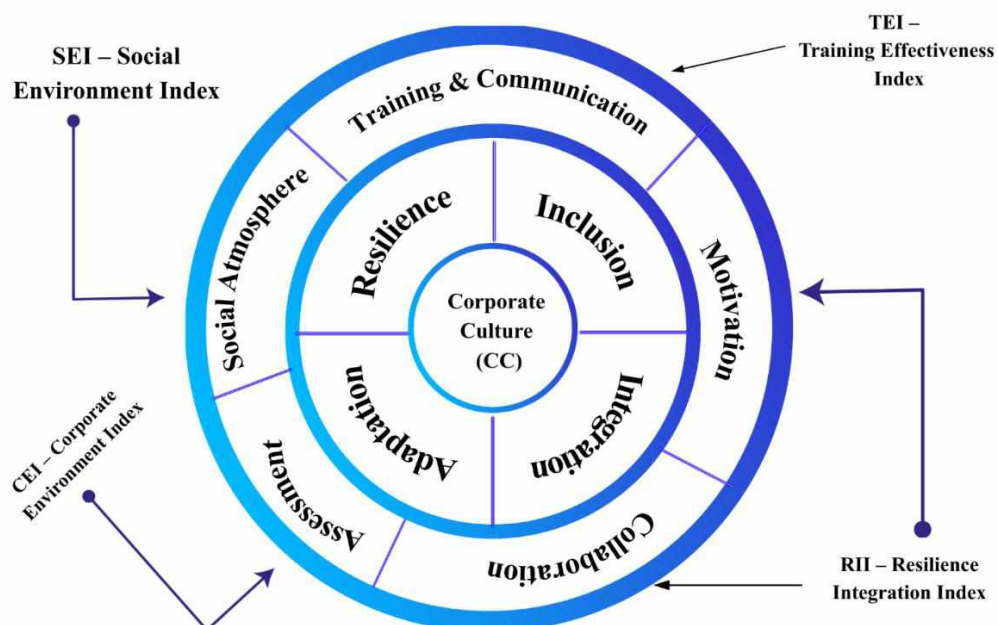 TEI –
Training Effectiveness
Index
SEI – Social
Environment Index
Training & Communication
Social Atmosphere
Resilience
Inclusion
Motivation
Corporate
Culture
(CC)
Adaptation
Integration
CEI – Corporate
Environment Index
Assessment
Collaboration
RII – Resilience
Integration Index